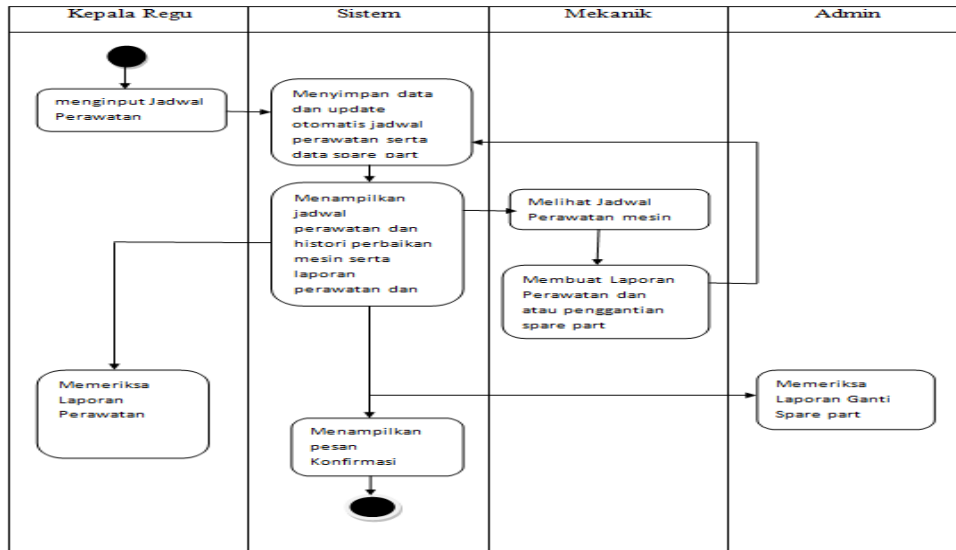 Kepala Regu
Sistem
Mekanik
Admin
menginput Jadwal
Perawatan
Menyimpan data
dan update
otomatis jadwal
perawatan serta
data spare part
Menampilkan
jadwal
perawatan dan
histori perbaikan
mesin serta
laporan
perawatan dan
Melihat Jadwal
Perawatan mesin
Membuat Laporan
Perawatan dan
atau penggantian
spare part
Memeriksa
Laporan
Perawatan
Memeriksa
Laporan Ganti
Spare part
Menampilkan
pesan
Konfirmasi